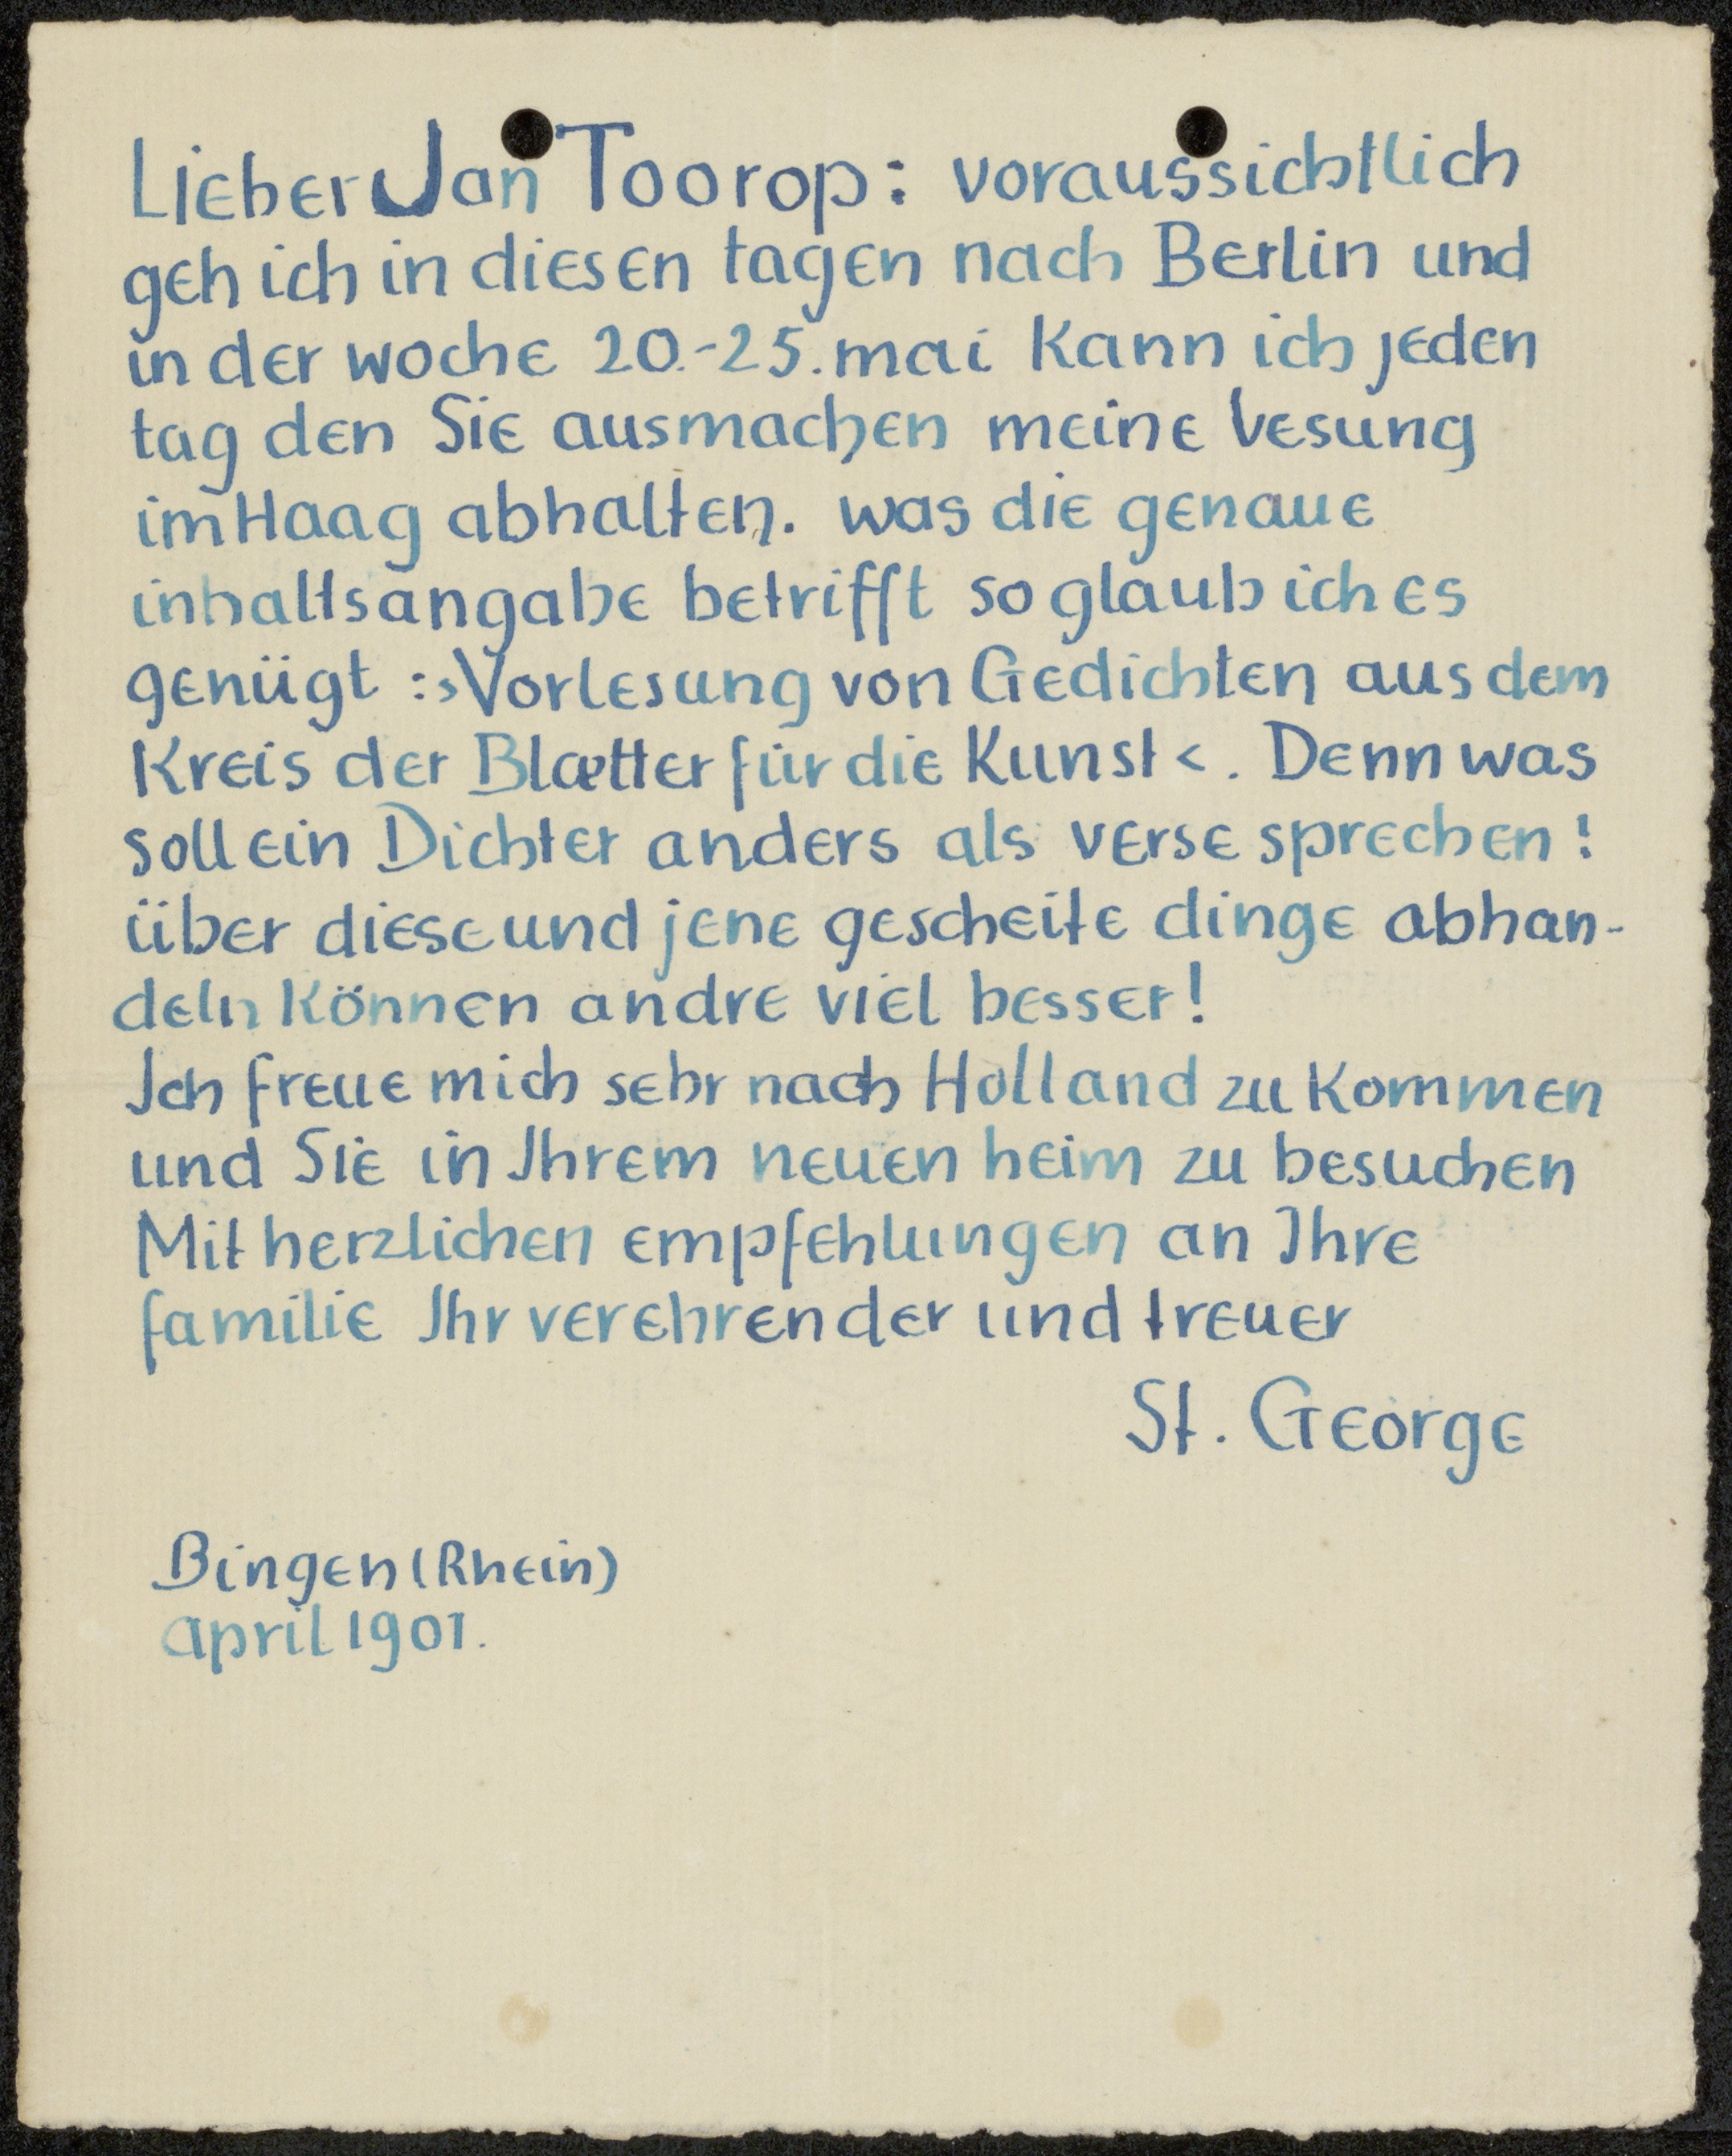 Lieber Jan Toorop: voraussichtlich
geh ich in diesen tagen nach Berlin und
in der woche 20.-25. mai kann ich jeden
tag den Sie ausmachen meine lesung
im Haag abhalten. was die genaue
inhaltsangabe betrifft so glaub ich es
genügt :›Vorlesung von Gedichten aus dem
Kreis der Blætter für die Kunst‹. Denn was
soll ein Dichter anders als verse sprechen!
über diese und jene gescheite dinge abhan-
deln können andre viel besser!
Ich freue mich sehr nach Holland zu kommen
und Sie in Ihrem neuen heim zu besuchen
Mit herzlichen empfehlungen an Ihre
familie Ihr verehrender und treuer
St. George
Bingen (Rhein)
april 1901.